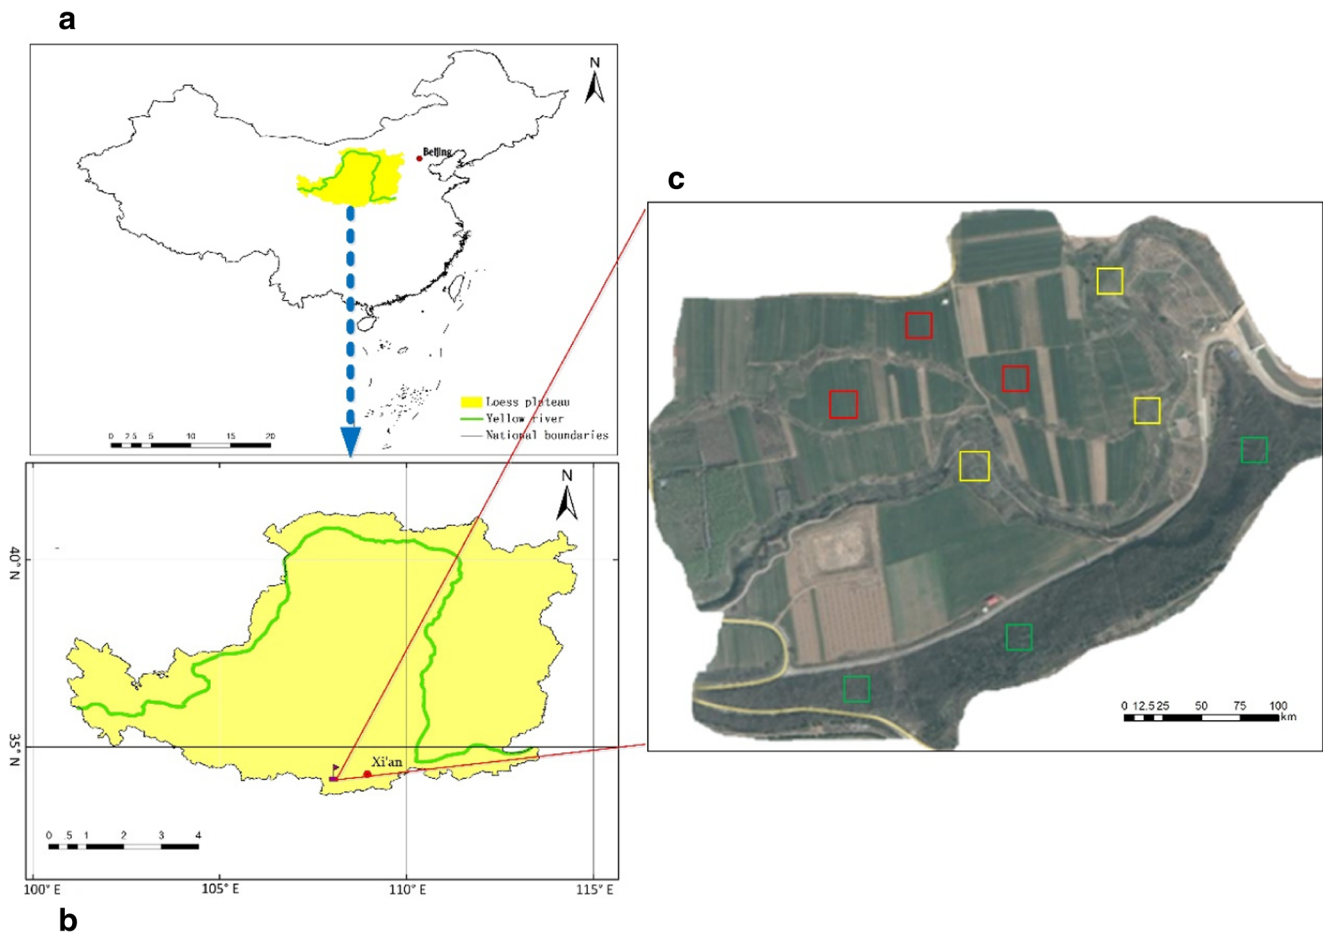 a
N
Beijing
Loess plateau
Yellow river
National boundaries
0 2.5 5 10 15 20
N
40° N
35° N
Xi'an
0 .5 1 2 3 4
100° E 105° E 110° E 115° E
b
c
0 12.5 25 50 75 100
km